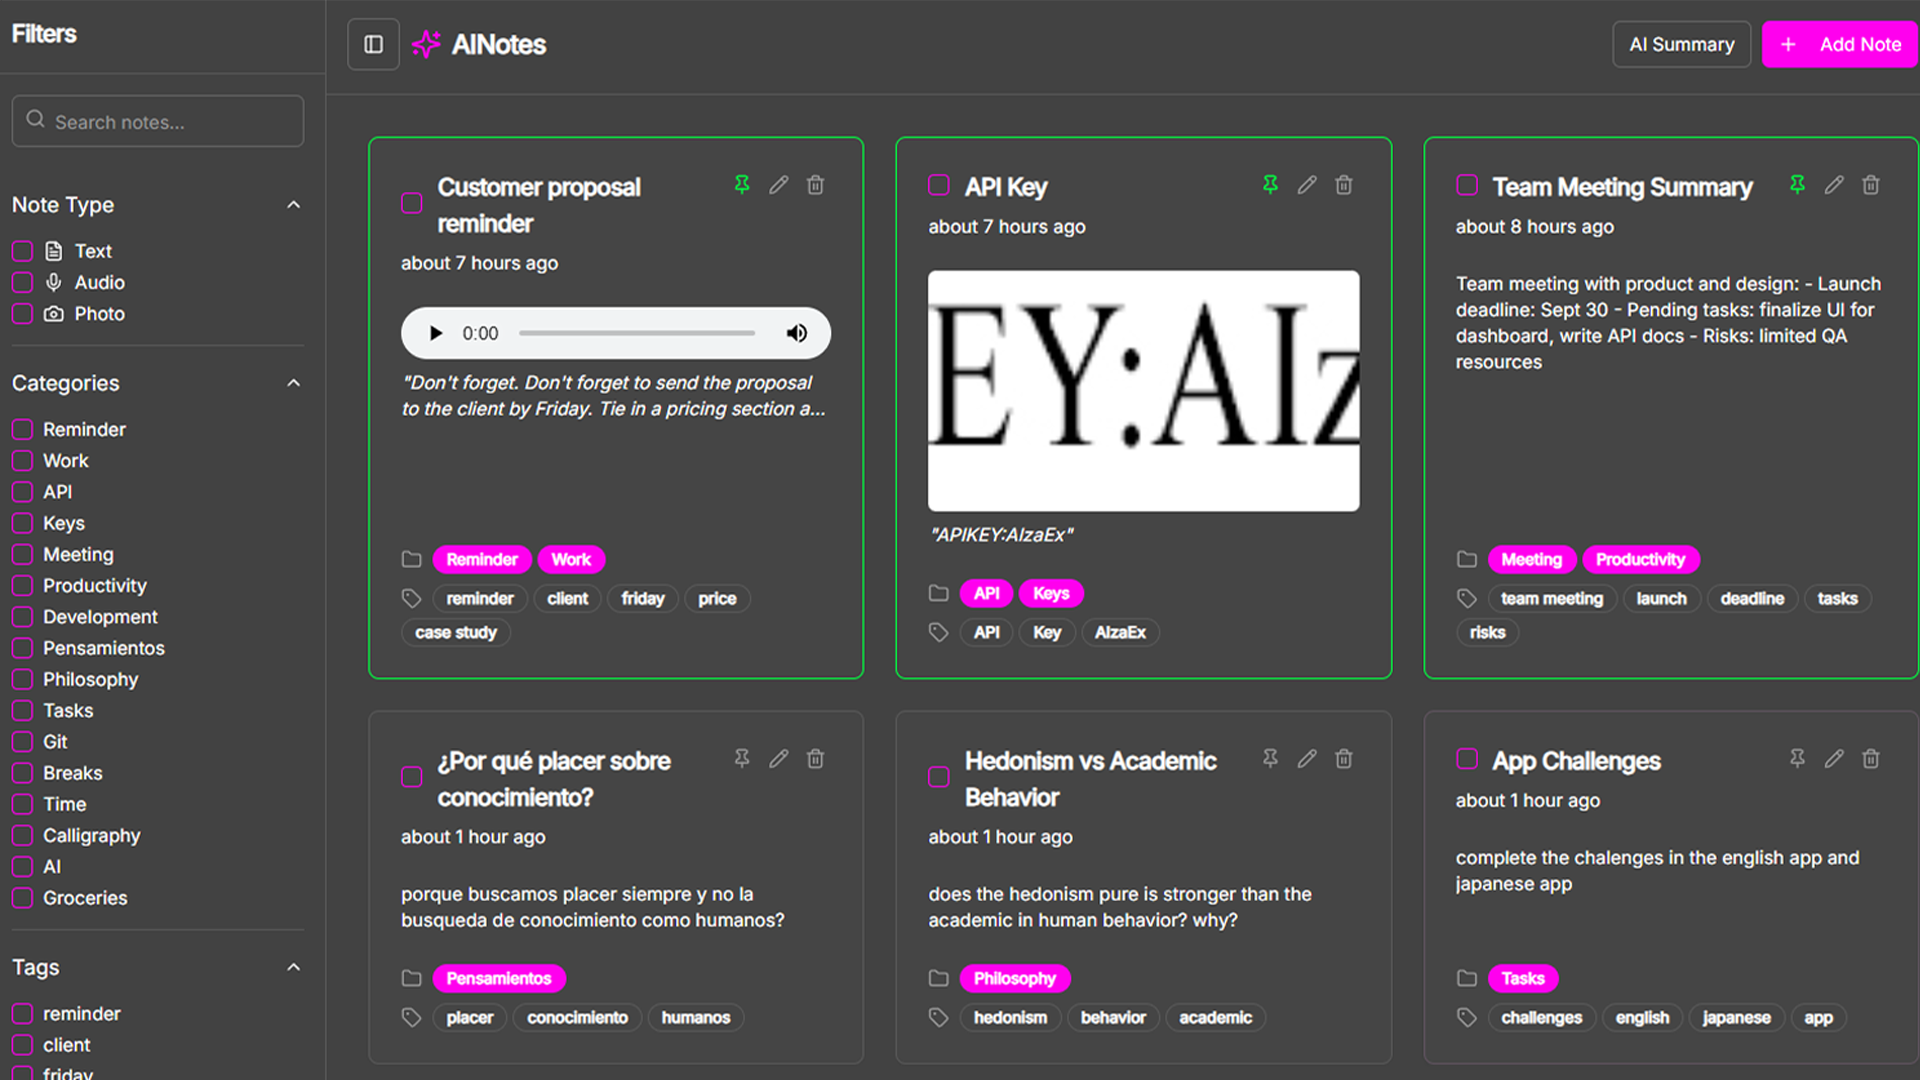 Filters
Search notes...
Note Type
Text
Audio
Photo
Categories
Reminder
Work
API
Keys
Meeting
Productivity
Development
Pensamientos
Philosophy
Tasks
Git
Breaks
Time
Calligraphy
AI
Groceries
Tags
reminder
client
friday
AINotes
AI Summary
+ Add Note
Customer proposal
reminder
about 7 hours ago
0:00
"Don't forget. Don't forget to send the proposal
to the client by Friday. Tie in a pricing section a...
Reminder Work
reminder client friday price
case study
API Key
about 7 hours ago
EY:AIz
"APIKEY:AIzaEx"
API Keys
API Key AIzaEx
Team Meeting Summary
about 8 hours ago
Team meeting with product and design: - Launch
deadline: Sept 30 - Pending tasks: finalize UI for
dashboard, write API docs - Risks: limited QA
resources
Meeting Productivity
team meeting launch deadline tasks
risks
¿Por qué placer sobre
conocimiento?
about 1 hour ago
porque buscamos placer siempre y no la
busqueda de conocimiento como humanos?
Pensamientos
placer conocimiento humanos
Hedonism vs Academic
Behavior
about 1 hour ago
does the hedonism pure is stronger than the
academic in human behavior? why?
Philosophy
hedonism behavior academic
App Challenges
about 1 hour ago
complete the chalenges in the english app and
japanese app
Tasks
challenges english japanese app